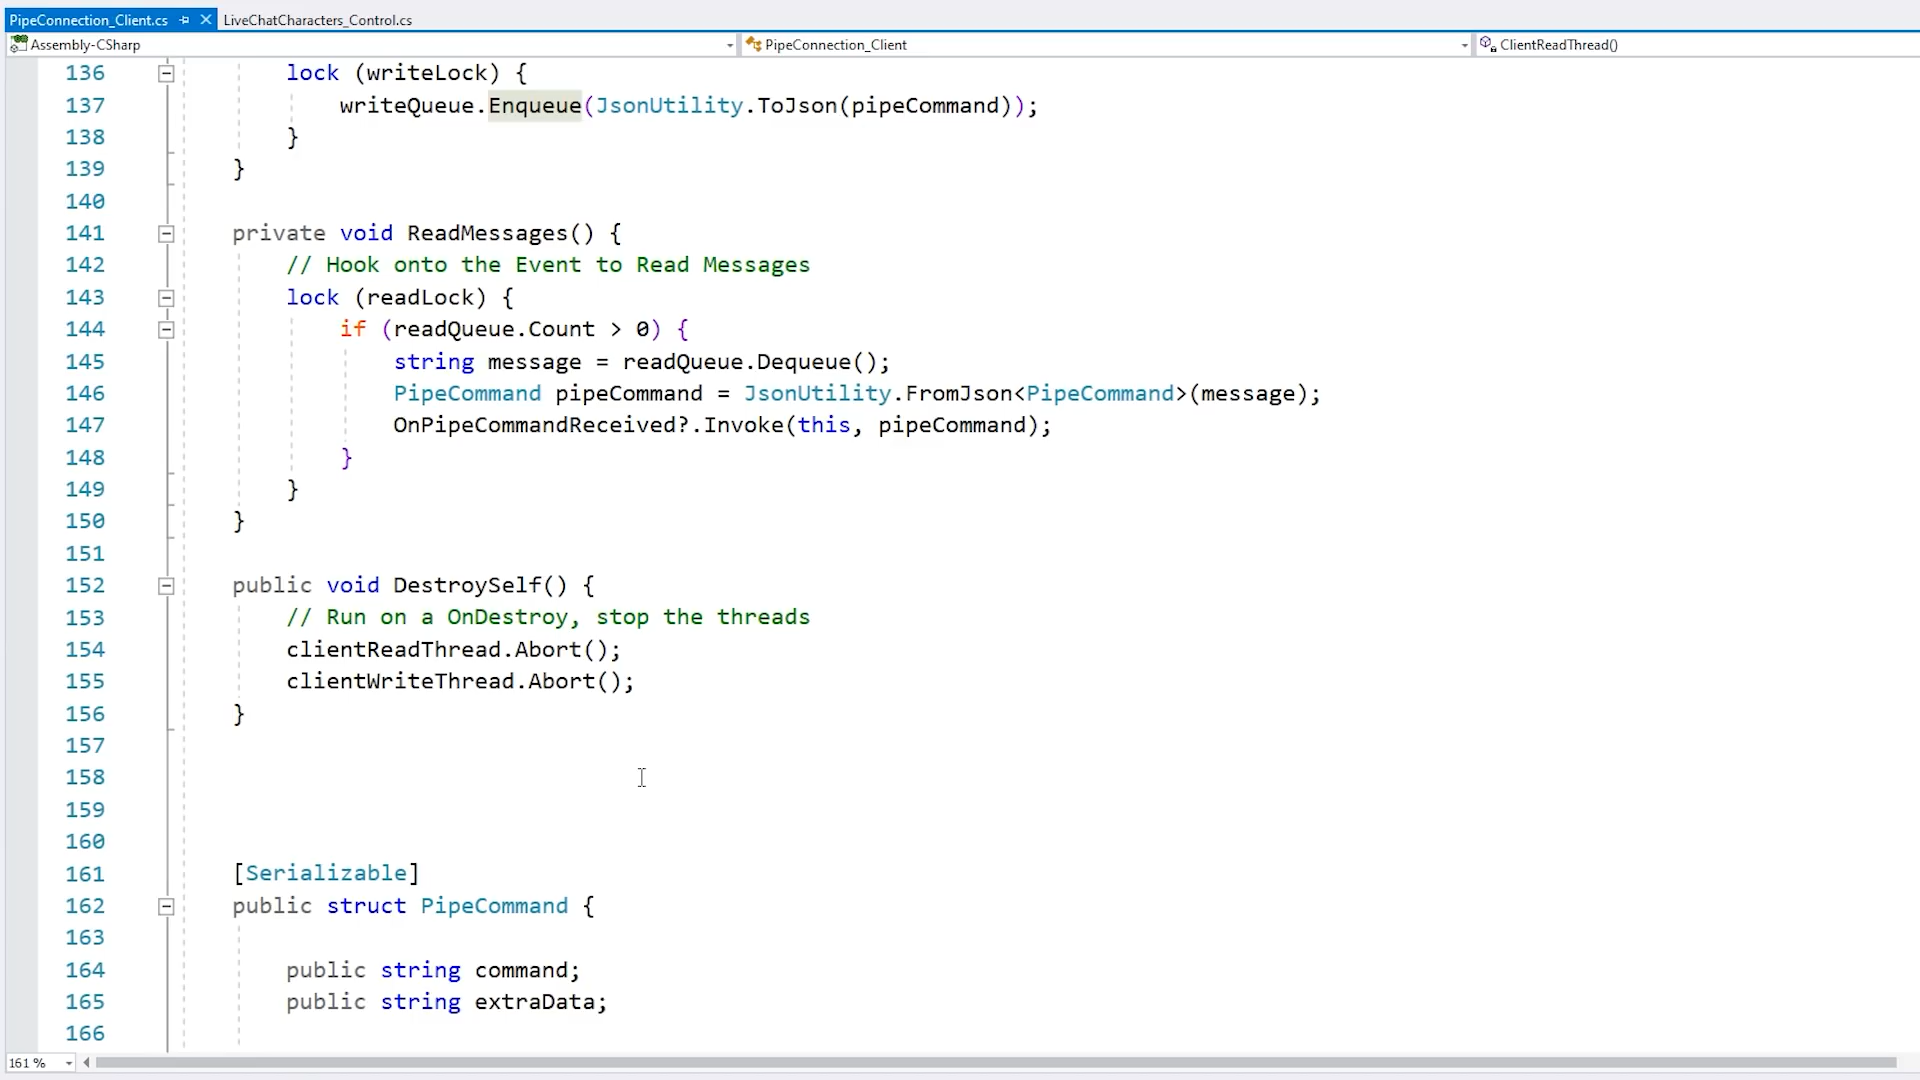 PipeConnection_Client.cs LiveChatCharacters_Control.cs
Assembly-CSharp PipeConnection_Client ClientReadThread()
136 lock (writeLock) {
137 writeQueue.Enqueue(JsonUtility.ToJson(pipeCommand));
138 }
139 }
140
141 private void ReadMessages() {
142 // Hook onto the Event to Read Messages
143 lock (readLock) {
144 if (readQueue.Count > 0) {
145 string message = readQueue.Dequeue();
146 PipeCommand pipeCommand = JsonUtility.FromJson<PipeCommand>(message);
147 OnPipeCommandReceived?.Invoke(this, pipeCommand);
148 }
149 }
150 }
151
152 public void DestroySelf() {
153 // Run on a OnDestroy, stop the threads
154 clientReadThread.Abort();
155 clientWriteThread.Abort();
156 }
157
158
159
160
161 [Serializable]
162 public struct PipeCommand {
163
164 public string command;
165 public string extraData;
166
161 %